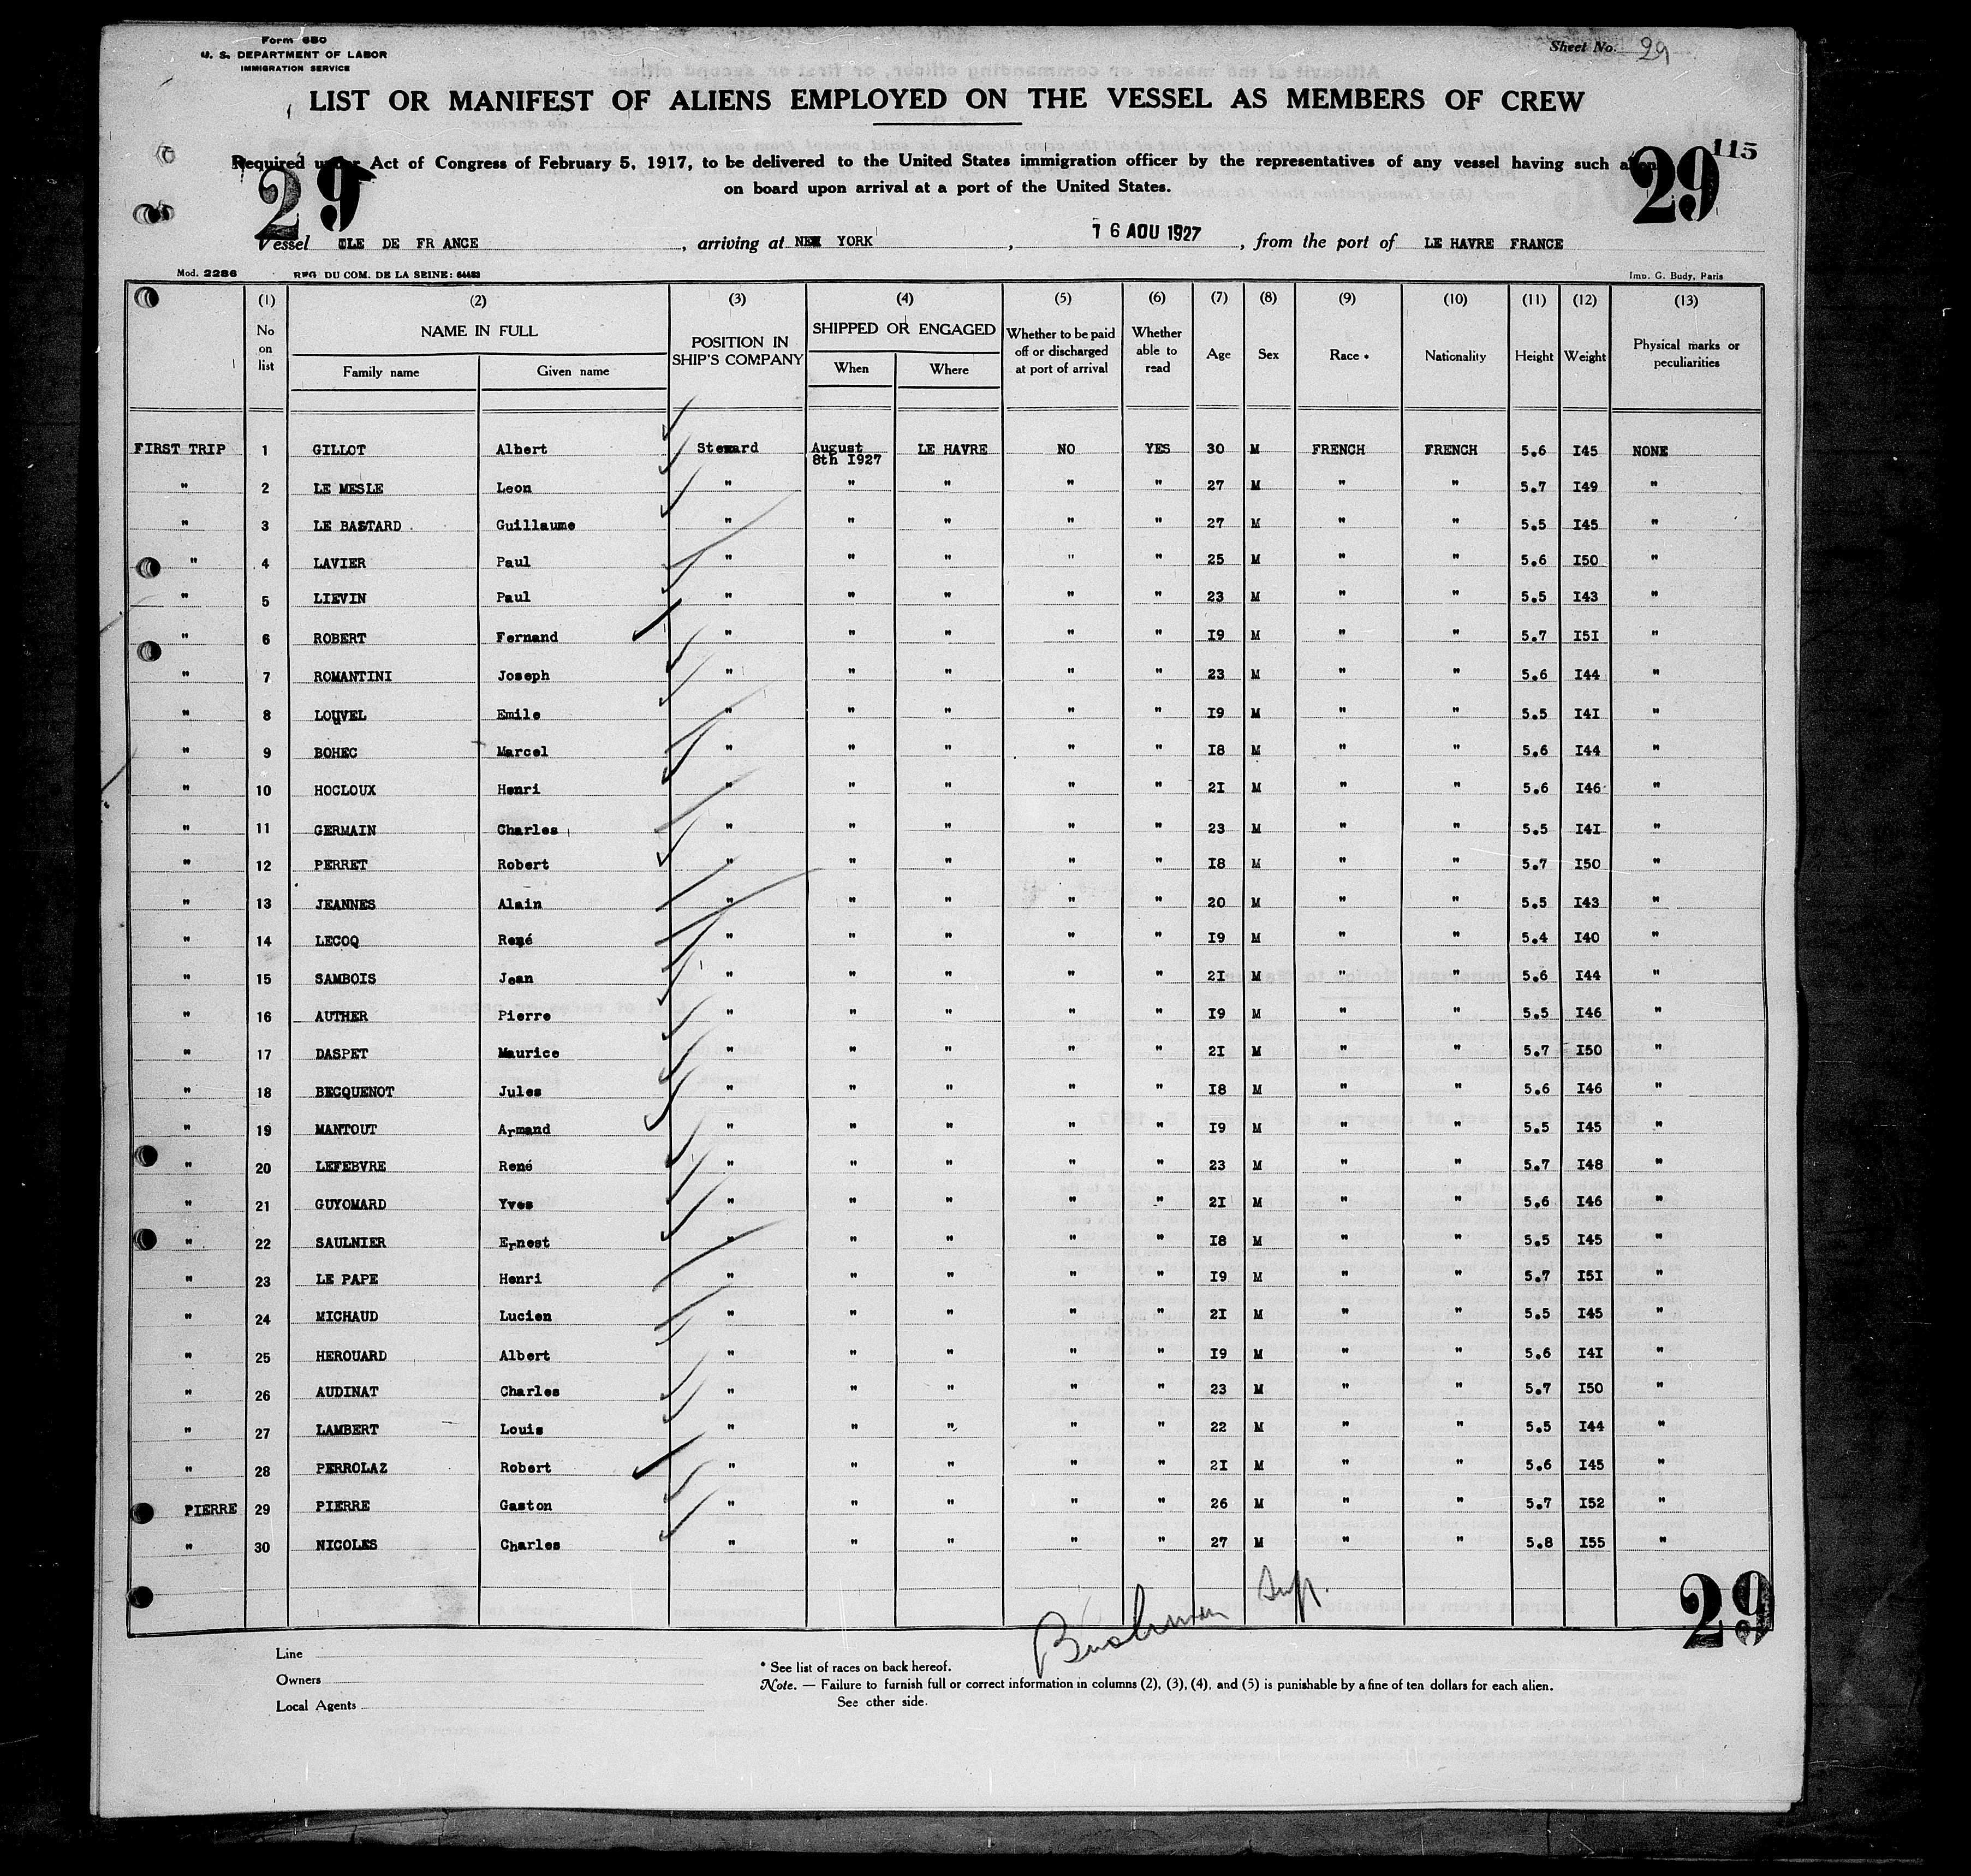 Form 680
U. S. DEPARTMENT OF LABOR
IMMIGRATION SERVICE
Sheet No. 29
LIST OR MANIFEST OF ALIENS EMPLOYED ON THE VESSEL AS MEMBERS OF CREW
115
Required under Act of Congress of February 5, 1917, to be delivered to the United States immigration officer by the representatives of any vessel having such alien
on board upon arrival at a port of the United States.
29 29
Vessel ILE DE FRANCE, arriving at NEW YORK, 16 AOU 1927, from the port of LE HAVRE FRANCE
Mod. 2286 REG. DU COM. DE LA SEINE: 64483 Imp. G. Budy, Paris
(1) (2) (3) (4) (5) (6) (7) (8) (9) (10) (11) (12) (13)
No on list NAME IN FULL Family name Given name POSITION IN SHIP'S COMPANY SHIPPED OR ENGAGED When Where Whether to be paid off or discharged at port of arrival Whether able to read Age Sex Race • Nationality Height Weight Physical marks or peculiarities
FIRST TRIP 1 GILLOT Albert Steward August 8th I927 LE HAVRE NO YES 30 M FRENCH FRENCH 5.6 I45 NONE
" 2 LE MESLE Leon " " " " " 27 M " " 5.7 I49 "
" 3 LE BASTARD Guillaume " " " " " 27 M " " 5.5 I45 "
" 4 LAVIER Paul " " " " " 25 M " " 5.6 I50 "
" 5 LIEVIN Paul " " " " " 23 M " " 5.5 I43 "
" 6 ROBERT Fernand " " " " " I9 M " " 5.7 I5I "
" 7 ROMANTINI Joseph " " " " " 23 M " " 5.6 I44 "
" 8 LOUVEL Emile " " " " " I9 M " " 5.5 I4I "
" 9 BOHEC Marcel " " " " " I8 M " " 5.6 I44 "
" 10 HOCLOUX Henri " " " " " 2I M " " 5.6 I46 "
" 11 GERMAIN Charles " " " " " 23 M " " 5.5 I4I "
" 12 PERRET Robert " " " " " I8 M " " 5.7 I50 "
" 13 JEANNES Alain " " " " " 20 M " " 5.5 I43 "
" 14 LECOQ René " " " " " I9 M " " 5.4 I40 "
" 15 SAMBOIS Jean " " " " " 2I M " " 5.6 I44 "
" 16 AUTHER Pierre " " " " " I9 M " " 5.5 I46 "
" 17 DASPET Maurice " " " " " 2I M " " 5.7 I50 "
" 18 BECQUENOT Jules " " " " " I8 M " " 5.6 I46 "
" 19 MANTOUT Armand " " " " " I9 M " " 5.5 I45 "
" 20 LEFEBVRE René " " " " " 23 M " " 5.7 I48 "
" 21 GUYOMARD Yves " " " " " 2I M " " 5.6 I46 "
" 22 SAULNIER Ernest " " " " " I8 M " " 5.5 I45 "
" 23 LE PAPE Henri " " " " " I9 M " " 5.7 I5I "
" 24 MICHAUD Lucien " " " " " 2I M " " 5.5 I45 "
" 25 HEROUARD Albert " " " " " I9 M " " 5.6 I4I "
" 26 AUDINAT Charles " " " " " 23 M " " 5.7 I50 "
" 27 LAMBERT Louis " " " " " 22 M " " 5.5 I44 "
" 28 PERROLAZ Robert " " " " " 2I M " " 5.6 I45 "
PIERRE 29 PIERRE Gaston " " " " " 26 M " " 5.7 I52 "
" 30 NICOLES Charles " " " " " 27 M " " 5.8 I55 "
29
Line
Owners
Local Agents
• See list of races on back hereof.
Note. — Failure to furnish full or correct information in columns (2), (3), (4), and (5) is punishable by a fine of ten dollars for each alien.
See other side.